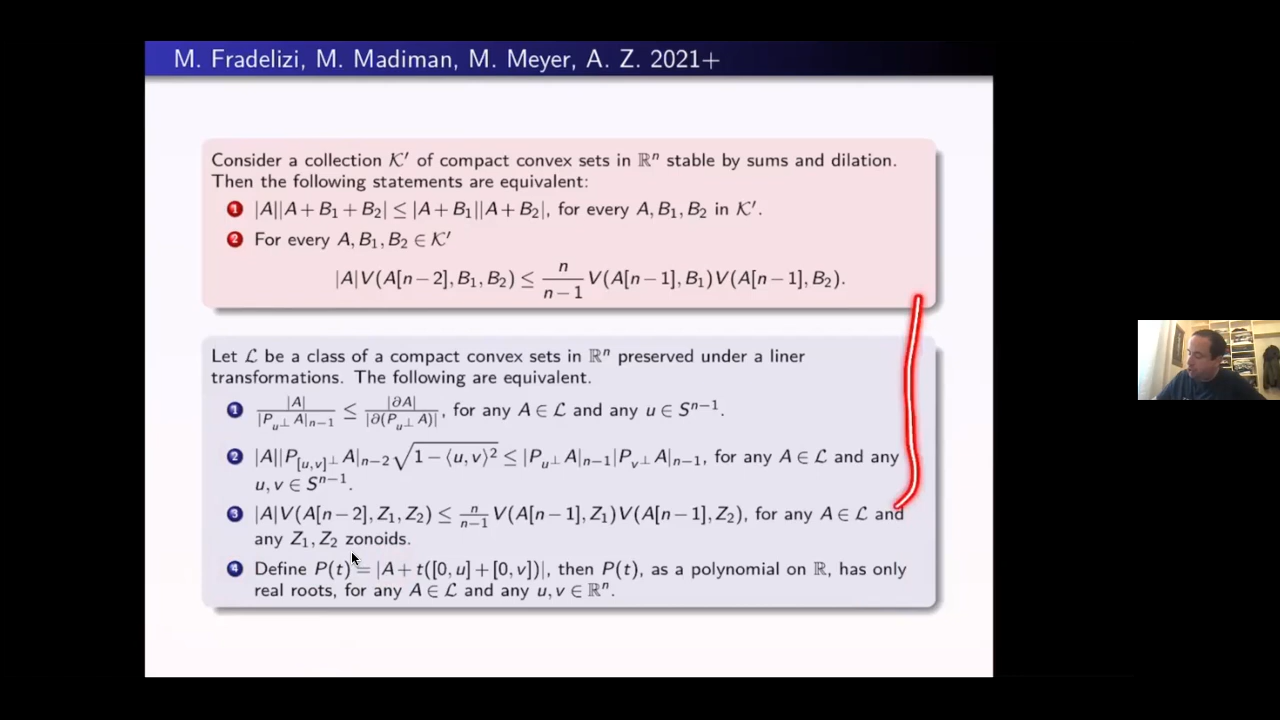 M. Fradelizi, M. Madiman, M. Meyer, A. Z. 2021+
Consider a collection 𝒦′ of compact convex sets in ℝⁿ stable by sums and dilation.
Then the following statements are equivalent:
1 |A||A + B₁ + B₂| ≤ |A + B₁||A + B₂|, for every A, B₁, B₂ in 𝒦′.
2 For every A, B₁, B₂ ∈ 𝒦′
|A|V(A[n − 2], B₁, B₂) ≤ n/(n − 1) V(A[n − 1], B₁)V(A[n − 1], B₂).
Let ℒ be a class of a compact convex sets in ℝⁿ preserved under a liner
transformations. The following are equivalent.
1 |A|/|P_{u^⊥}A|_{n−1} ≤ |∂A|/|∂(P_{u^⊥}A)|, for any A ∈ ℒ and any u ∈ Sⁿ⁻¹.
2 |A||P_{[u,v]^⊥}A|_{n−2}√(1 − ⟨u, v⟩²) ≤ |P_{u^⊥}A|_{n−1}|P_{v^⊥}A|_{n−1}, for any A ∈ ℒ and any
u, v ∈ Sⁿ⁻¹.
3 |A|V(A[n − 2], Z₁, Z₂) ≤ n/(n−1) V(A[n − 1], Z₁)V(A[n − 1], Z₂), for any A ∈ ℒ and
any Z₁, Z₂ zonoids.
4 Define P(t) = |A + t([0, u] + [0, v])|, then P(t), as a polynomial on ℝ, has only
real roots, for any A ∈ ℒ and any u, v ∈ ℝⁿ.